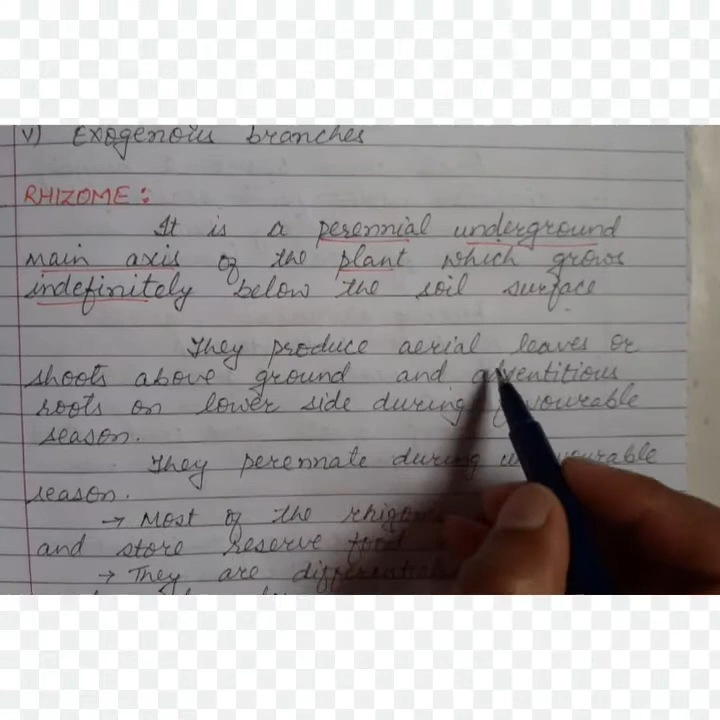 v) Exogenous branches
RHIZOME :
It is a perennial underground
main axis of the plant which grows
indefinitely below the soil surface
They produce aerial leaves or
shoots above ground and adventitious
roots on lower side during favourable
season.
They perennate during
season.
→ Most of the
and store reserve food
→ They are